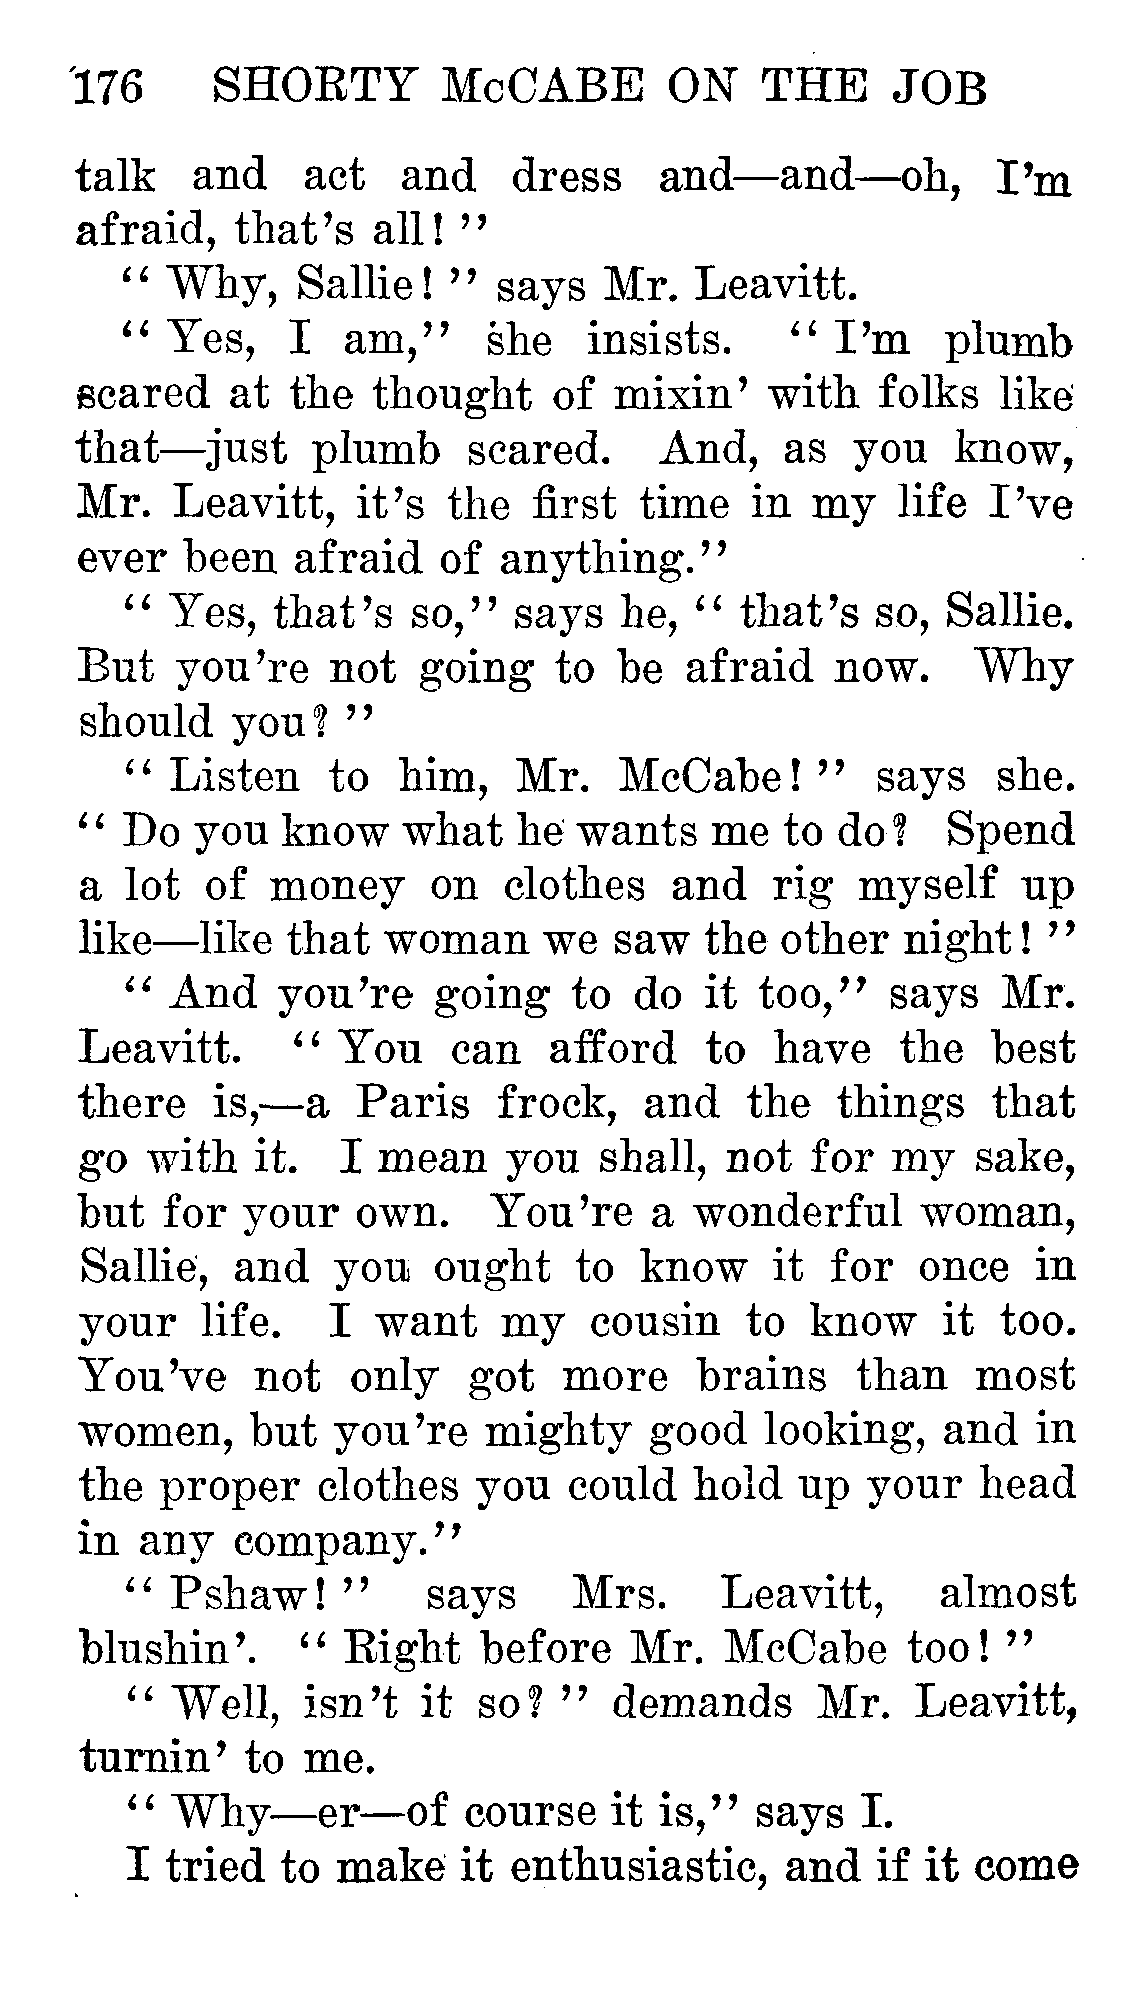 176 SHORTY McCABE ON THE JOB
talk and act and dress and—and—oh, I'm
afraid, that's all! "
" Why, Sallie! " says Mr. Leavitt.
" Yes, I am," she insists. " I'm plumb
scared at the thought of mixin' with folks like
that—just plumb scared. And, as you know,
Mr. Leavitt, it's the first time in my life I've
ever been afraid of anything."
" Yes, that's so," says he, " that's so, Sallie.
But you're not going to be afraid now. Why
should you? "
" Listen to him, Mr. McCabe! " says she.
" Do you know what he wants me to do? Spend
a lot of money on clothes and rig myself up
like—like that woman we saw the other night! "
" And you're going to do it too," says Mr.
Leavitt. " You can afford to have the best
there is,—a Paris frock, and the things that
go with it. I mean you shall, not for my sake,
but for your own. You're a wonderful woman,
Sallie, and you ought to know it for once in
your life. I want my cousin to know it too.
You've not only got more brains than most
women, but you're mighty good looking, and in
the proper clothes you could hold up your head
in any company."
" Pshaw! " says Mrs. Leavitt, almost
blushin'. " Right before Mr. McCabe too! "
" Well, isn't it so? " demands Mr. Leavitt,
turnin' to me.
" Why—er—of course it is," says I.
I tried to make it enthusiastic, and if it come